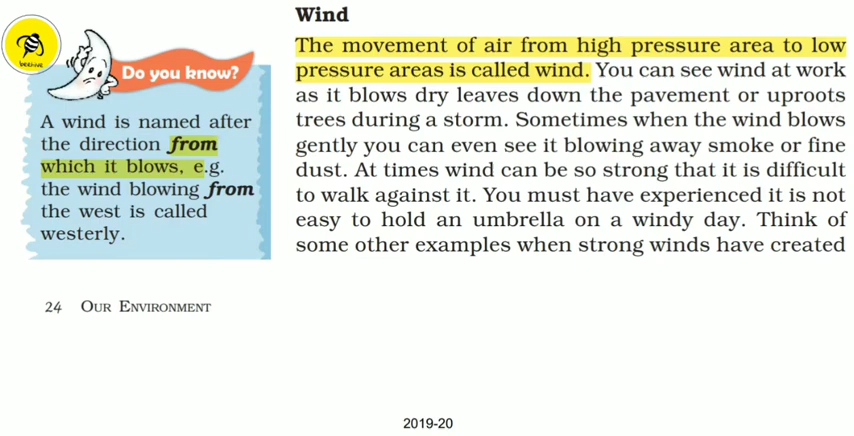 beehive
Do you know?
A wind is named after
the direction from
which it blows, e.g.
the wind blowing from
the west is called
westerly.
Wind
The movement of air from high pressure area to low
pressure areas is called wind. You can see wind at work
as it blows dry leaves down the pavement or uproots
trees during a storm. Sometimes when the wind blows
gently you can even see it blowing away smoke or fine
dust. At times wind can be so strong that it is difficult
to walk against it. You must have experienced it is not
easy to hold an umbrella on a windy day. Think of
some other examples when strong winds have created
24 OUR ENVIRONMENT
2019-20